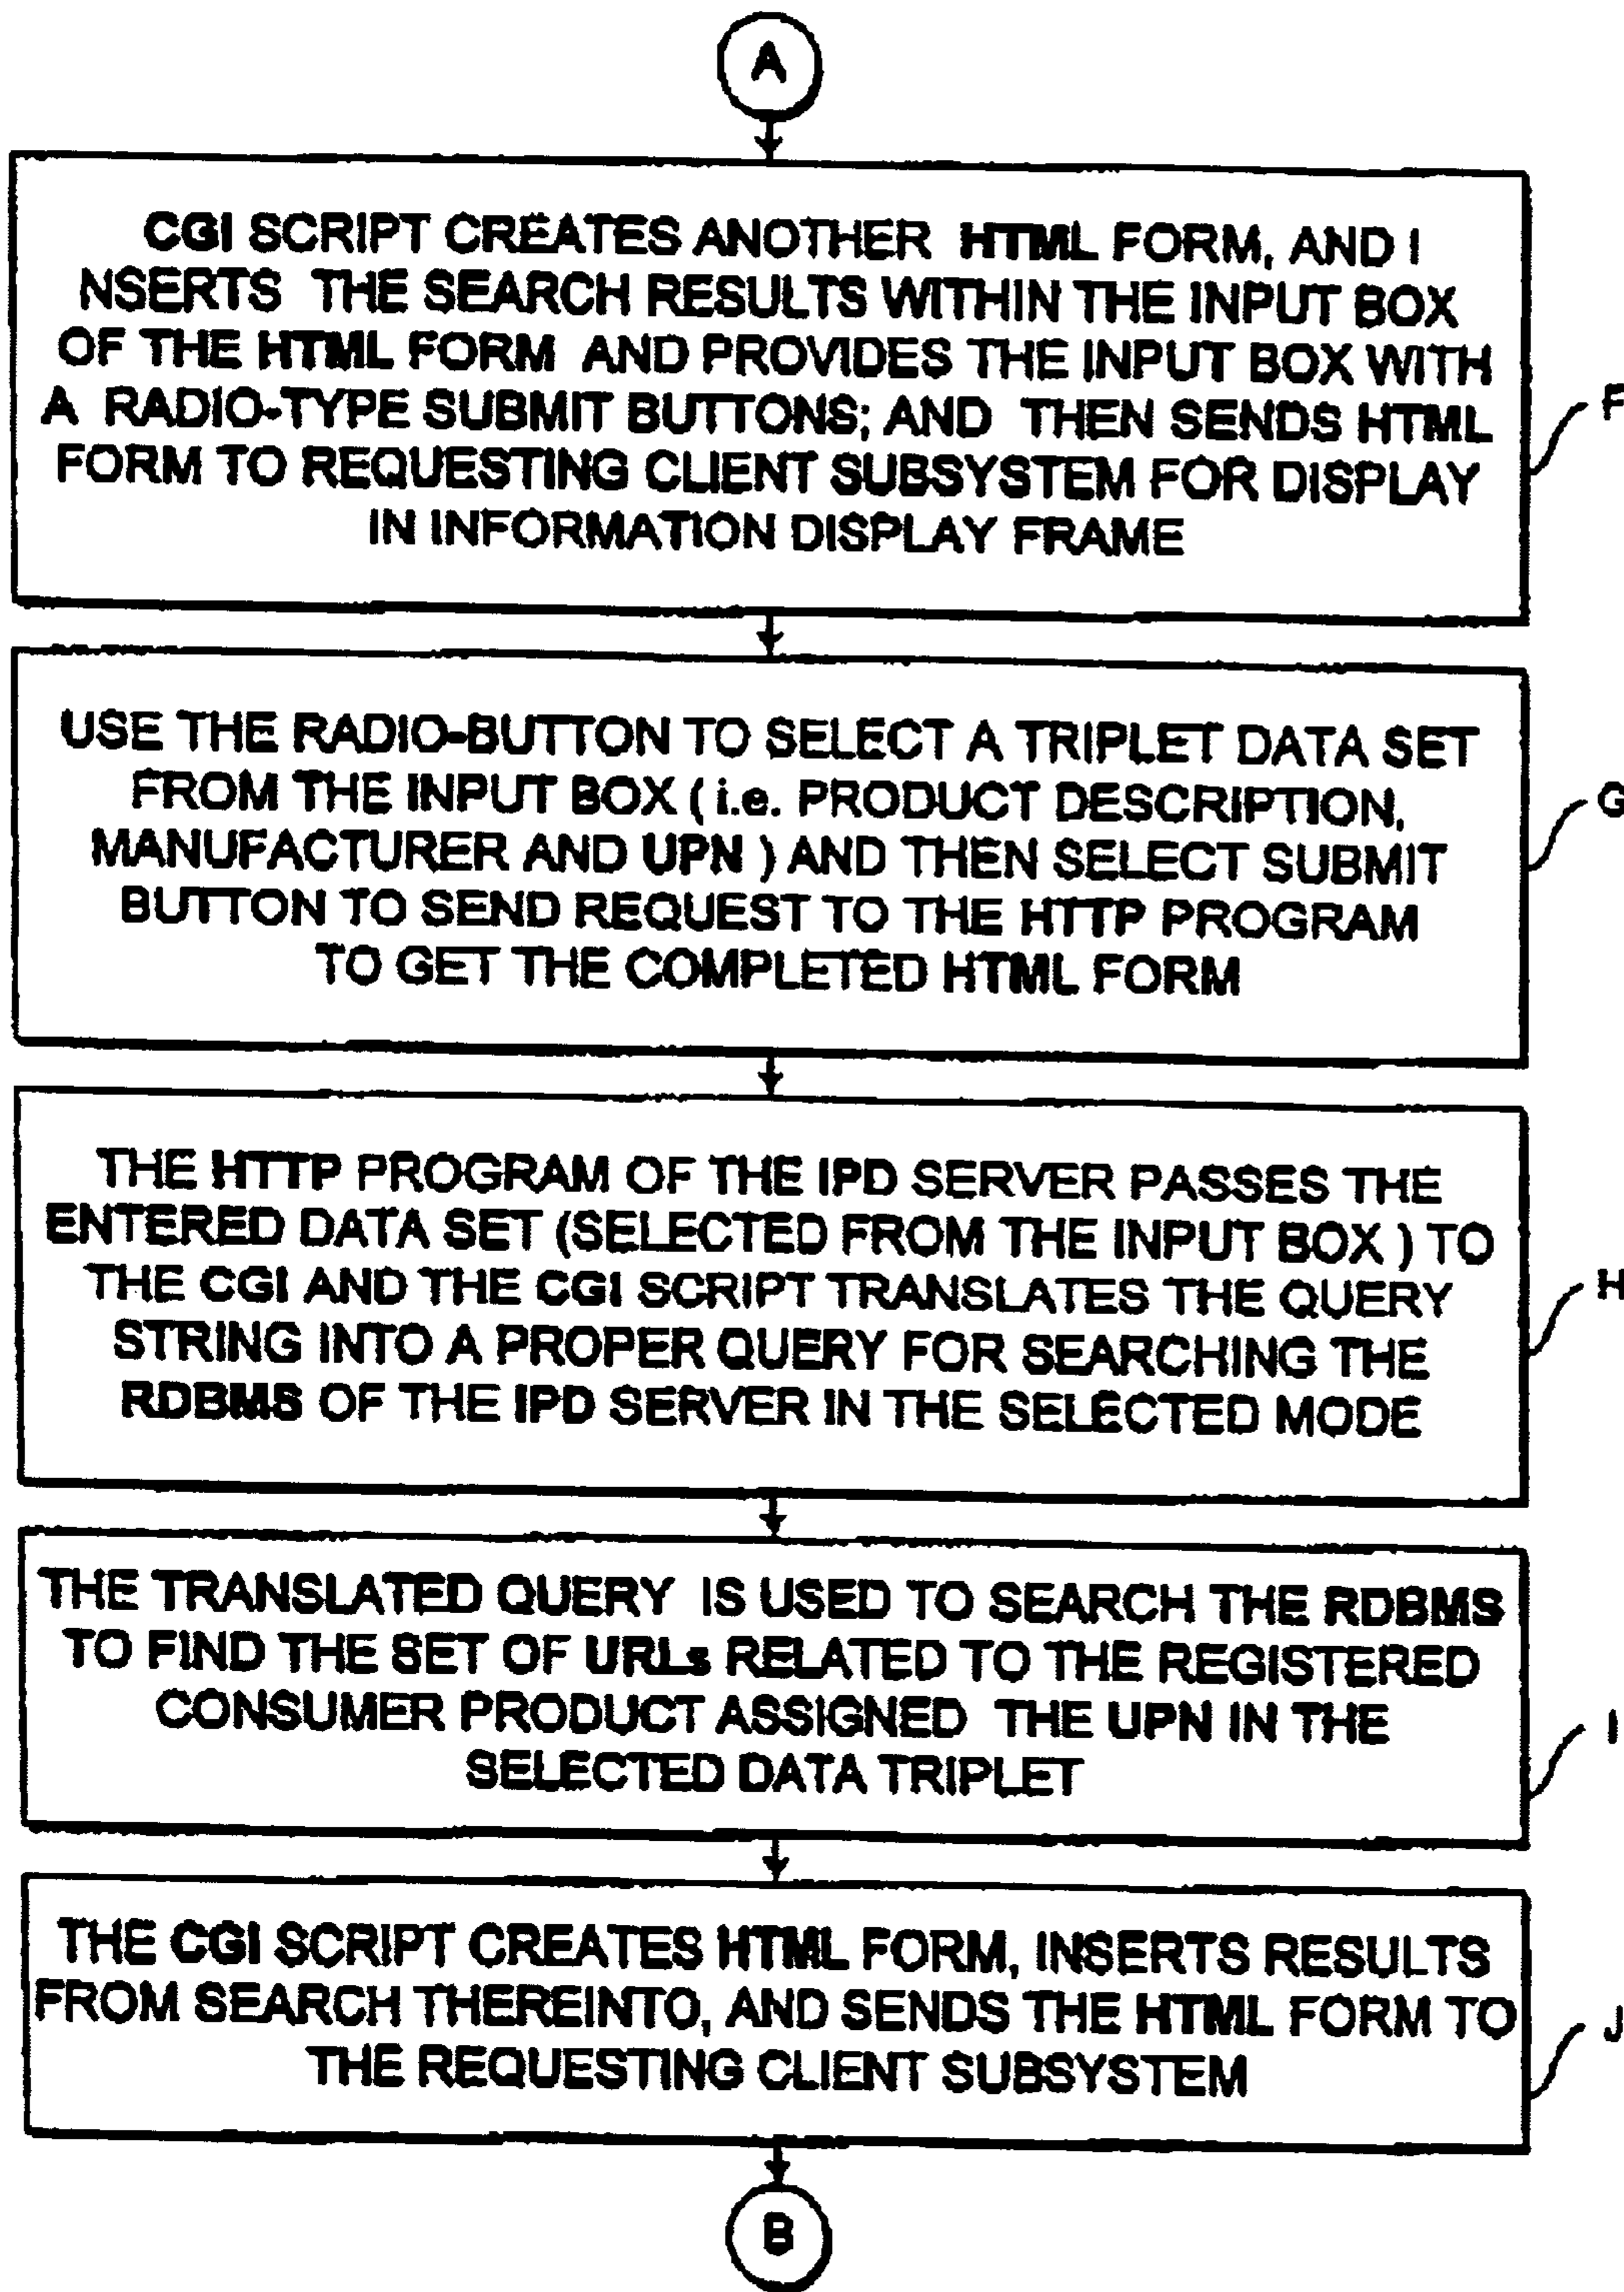 A
CGI SCRIPT CREATES ANOTHER HTML FORM, AND I
NSERTS THE SEARCH RESULTS WITHIN THE INPUT BOX
OF THE HTML FORM AND PROVIDES THE INPUT BOX WITH
A RADIO-TYPE SUBMIT BUTTONS; AND THEN SENDS HTML
FORM TO REQUESTING CLIENT SUBSYSTEM FOR DISPLAY
IN INFORMATION DISPLAY FRAME
F
USE THE RADIO-BUTTON TO SELECT A TRIPLET DATA SET
FROM THE INPUT BOX ( i.e. PRODUCT DESCRIPTION,
MANUFACTURER AND UPN ) AND THEN SELECT SUBMIT
BUTTON TO SEND REQUEST TO THE HTTP PROGRAM
TO GET THE COMPLETED HTML FORM
G
THE HTTP PROGRAM OF THE IPD SERVER PASSES THE
ENTERED DATA SET (SELECTED FROM THE INPUT BOX ) TO
THE CGI AND THE CGI SCRIPT TRANSLATES THE QUERY
STRING INTO A PROPER QUERY FOR SEARCHING THE
RDBMS OF THE IPD SERVER IN THE SELECTED MODE
H
THE TRANSLATED QUERY IS USED TO SEARCH THE RDBMS
TO FIND THE SET OF URLs RELATED TO THE REGISTERED
CONSUMER PRODUCT ASSIGNED THE UPN IN THE
SELECTED DATA TRIPLET
I
THE CGI SCRIPT CREATES HTML FORM, INSERTS RESULTS
FROM SEARCH THEREINTO, AND SENDS THE HTML FORM TO
THE REQUESTING CLIENT SUBSYSTEM
J
B